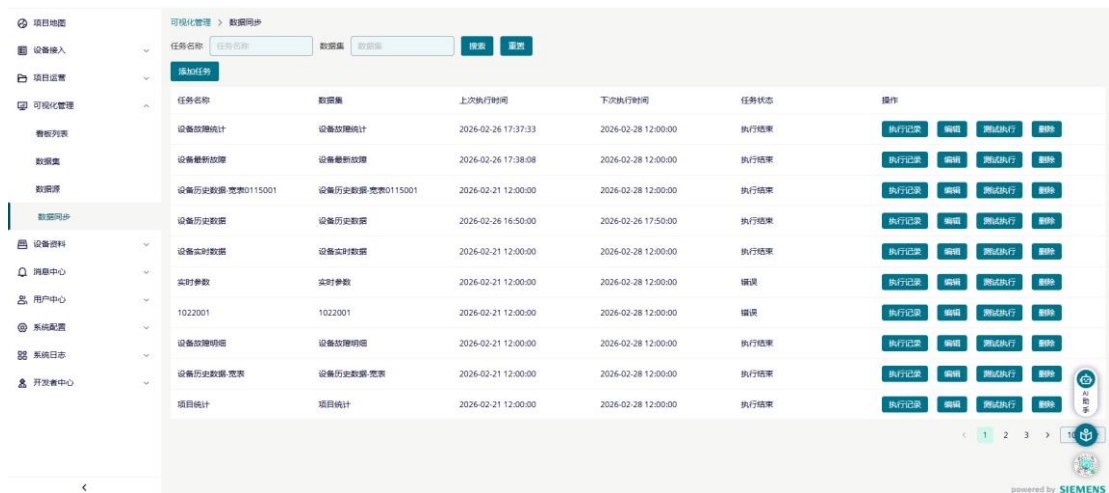 项目地图
设备接入
项目运营
可视化管理
看板列表
数据集
数据源
数据同步
设备资料
消息中心
用户中心
系统配置
系统日志
开发者中心
可视化管理 > 数据同步
任务名称 任务名称 数据集 数据集 搜索 重置
添加任务
任务名称 数据集 上次执行时间 下次执行时间 任务状态 操作
设备故障统计 设备故障统计 2026-02-26 17:37:33 2026-02-28 12:00:00 执行结束 执行记录 编辑 测试执行 删除
设备最新故障 设备最新故障 2026-02-26 17:38:08 2026-02-28 12:00:00 执行结束 执行记录 编辑 测试执行 删除
设备历史数据-宽表0115001 设备历史数据-宽表0115001 2026-02-21 12:00:00 2026-02-28 12:00:00 执行结束 执行记录 编辑 测试执行 删除
设备历史数据 设备历史数据 2026-02-26 16:50:00 2026-02-26 17:50:00 执行结束 执行记录 编辑 测试执行 删除
设备实时数据 设备实时数据 2026-02-21 12:00:00 2026-02-28 12:00:00 执行结束 执行记录 编辑 测试执行 删除
实时参数 实时参数 2026-02-21 12:00:00 2026-02-28 12:00:00 错误 执行记录 编辑 测试执行 删除
1022001 1022001 2026-02-21 12:00:00 2026-02-28 12:00:00 错误 执行记录 编辑 测试执行 删除
设备故障明细 设备故障明细 2026-02-21 12:00:00 2026-02-28 12:00:00 执行结束 执行记录 编辑 测试执行 删除
设备历史数据-宽表 设备历史数据-宽表 2026-02-21 12:00:00 2026-02-28 12:00:00 执行结束 执行记录 编辑 测试执行 删除
项目统计 项目统计 2026-02-21 12:00:00 2026-02-28 12:00:00 执行结束 执行记录 编辑 测试执行 删除
AI助手
< 1 2 3 >
powered by SIEMENS